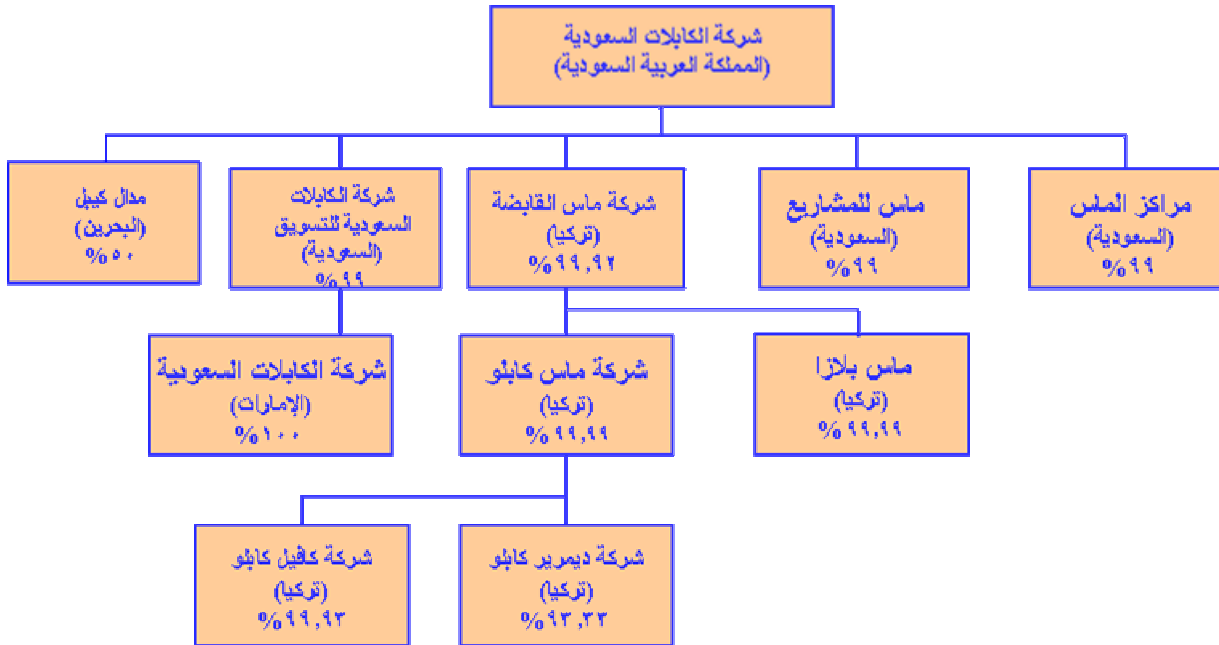 شركة الكابلات السعودية
(المملكة العربية السعودية)
مراكز الماس
(السعودية)
%٩٩
ماس للمشاريع
(السعودية)
%٩٩
شركة ماس القابضة
(تركيا)
%٩٩,٩٢
شركة الكابلات
السعودية للتسويق
(السعودية)
%٩٩
مدال كيبل
(البحرين)
%٥٠
ماس بلازا
(تركيا)
%٩٩,٩٩
شركة ماس كابلو
(تركيا)
%٩٩,٩٩
شركة الكابلات السعودية
(الإمارات)
%١٠٠
شركة ديمرير كابلو
(تركيا)
%٩٣,٣٣
شركة كافيل كابلو
(تركيا)
%٩٩,٩٣